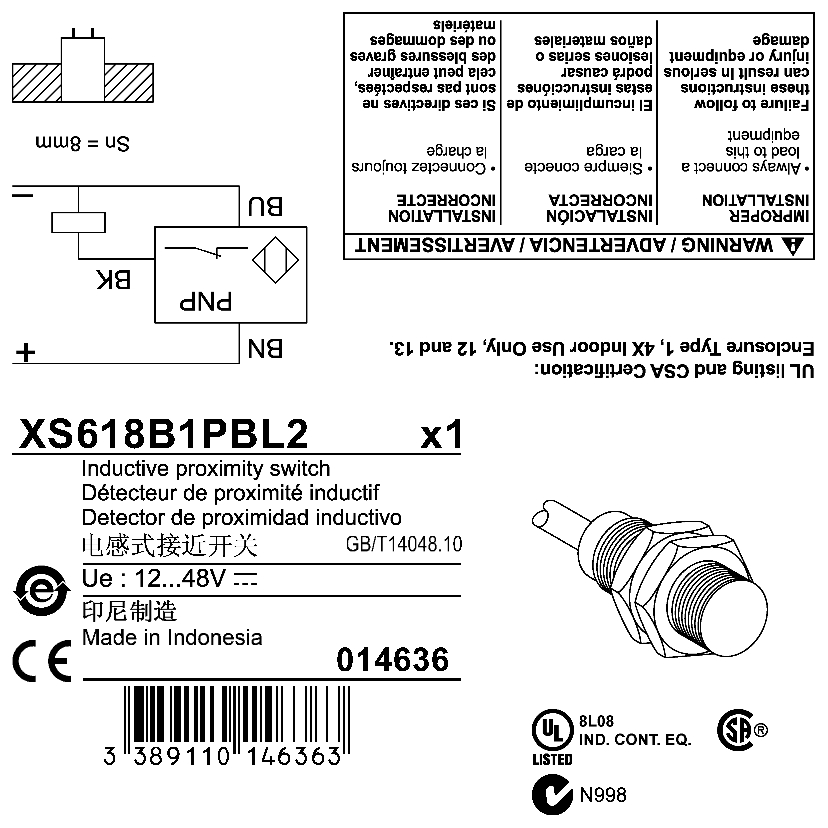 Sn = 8mm
−
BU
BK
PNP
BN
+
WARNING / ADVERTENCIA / AVERTISSEMENT
IMPROPER
INSTALLATION
• Always connect a
load to this
equipment
Failure to follow
these instructions
can result In serious
injury or equipment
damage
INSTALACIÓN
INCORRECTA
• Siempre conecte
la carga
El incumplimiento de
estas instrucciónes
podrá causar
lesiones serias o
daños materiales
INSTALLATION
INCORRECTE
• Connectez toujours
la charge
Si ces directives ne
sont pas respectées,
cela peut entraîner
des blessures graves
ou des dommages
matériels
UL listing and CSA Certification:
Enclosure Type 1, 4X Indoor Use Only, 12 and 13.
XS618B1PBL2 x1
Inductive proximity switch
Détecteur de proximité inductif
Detector de proximidad inductivo
电感式接近开关 GB/T14048.10
Ue : 12...48V
印尼制造
Made in Indonesia
014636
CE
e
3 389110 146363
UL
LISTED
8L08
IND. CONT. EQ.
SA ®
N998